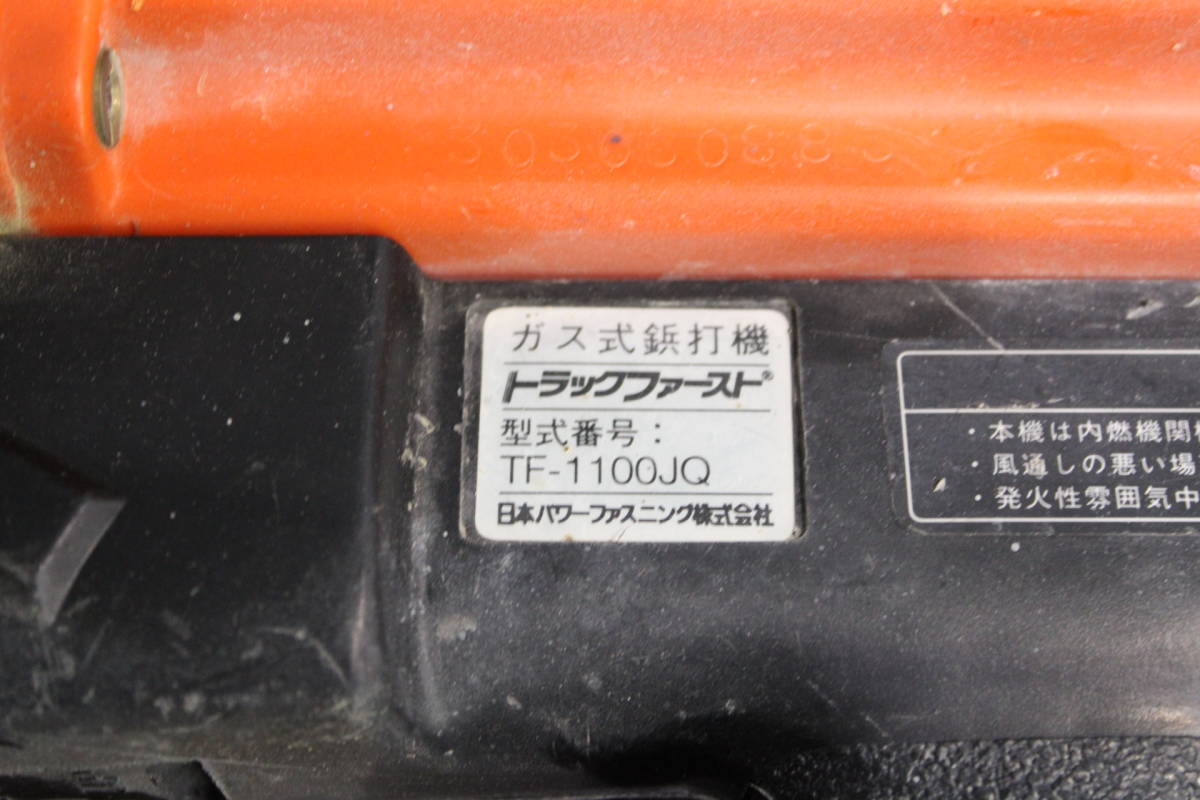 ガス式鋲打機
トラックファースト®
型式番号：
TF-1100JQ
日本パワーファスニング株式会社
・本機は内燃機関
・風通しの悪い場
・発火性雰囲気中